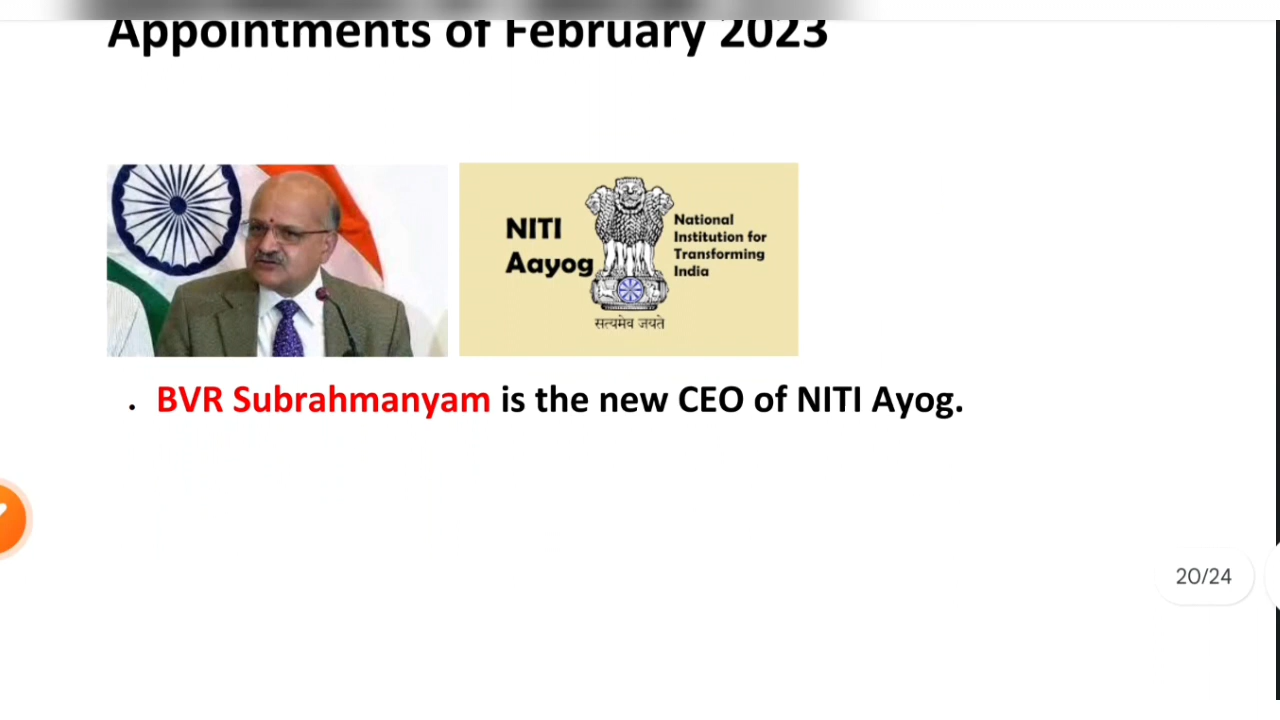 Appointments of February 2023
NITI
Aayog
National
Institution for
Transforming
India
सत्यमेव जयते
. BVR Subrahmanyam is the new CEO of NITI Ayog.
20/24